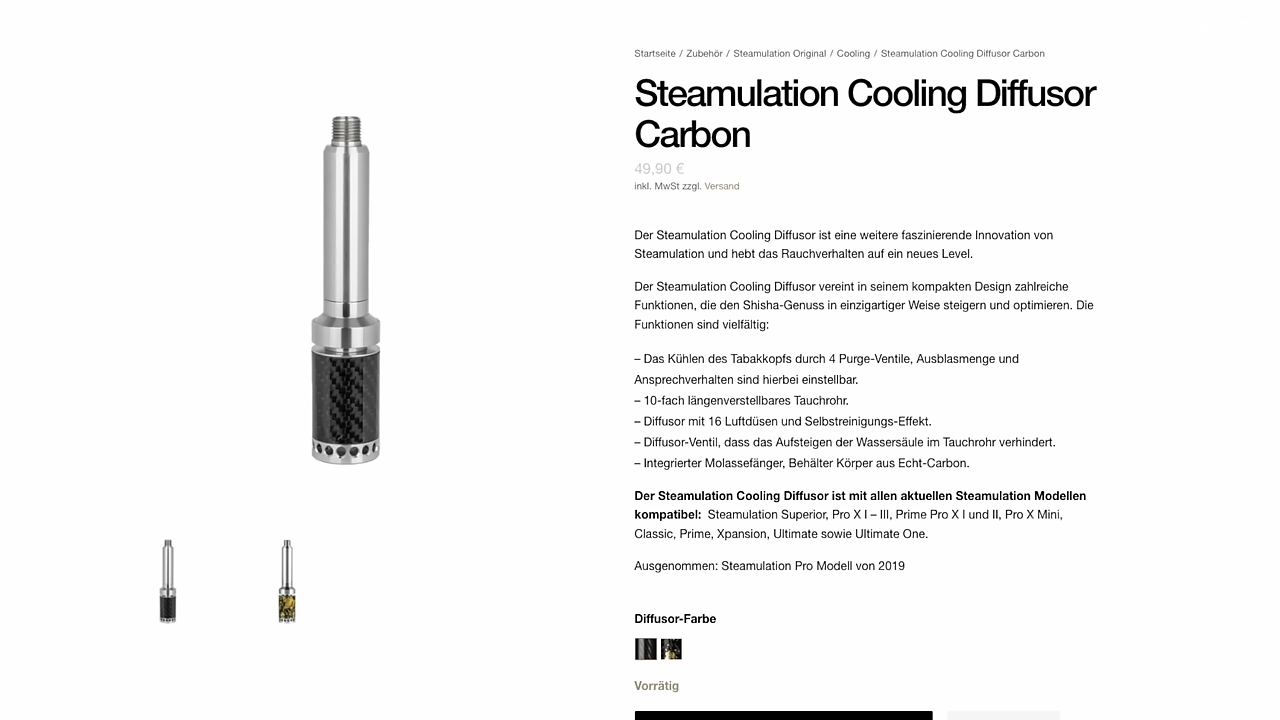 Startseite / Zubehör / Steamulation Original / Cooling / Steamulation Cooling Diffusor Carbon
Steamulation Cooling Diffusor
Carbon
49,90 €
inkl. MwSt zzgl. Versand
Der Steamulation Cooling Diffusor ist eine weitere faszinierende Innovation von
Steamulation und hebt das Rauchverhalten auf ein neues Level.
Der Steamulation Cooling Diffusor vereint in seinem kompakten Design zahlreiche
Funktionen, die den Shisha-Genuss in einzigartiger Weise steigern und optimieren. Die
Funktionen sind vielfältig:
– Das Kühlen des Tabakkopfs durch 4 Purge-Ventile, Ausblasmenge und
Ansprechverhalten sind hierbei einstellbar.
– 10-fach längenverstellbares Tauchrohr.
– Diffusor mit 16 Luftdüsen und Selbstreinigungs-Effekt.
– Diffusor-Ventil, dass das Aufsteigen der Wassersäule im Tauchrohr verhindert.
– Integrierter Molassefänger, Behälter Körper aus Echt-Carbon.
Der Steamulation Cooling Diffusor ist mit allen aktuellen Steamulation Modellen
kompatibel: Steamulation Superior, Pro X I – III, Prime Pro X I und II, Pro X Mini,
Classic, Prime, Xpansion, Ultimate sowie Ultimate One.
Ausgenommen: Steamulation Pro Modell von 2019
Diffusor-Farbe
Vorrätig